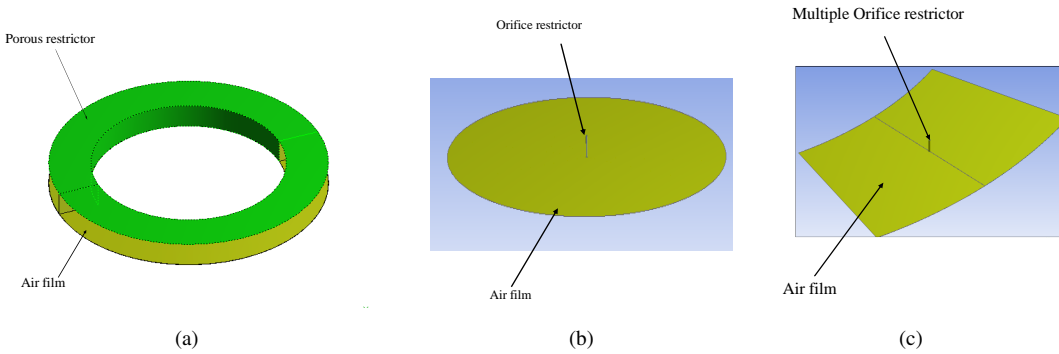 Porous restrictor
Air film
(a)
Orifice restrictor
Air film
(b)
Multiple Orifice restrictor
Air film
(c)